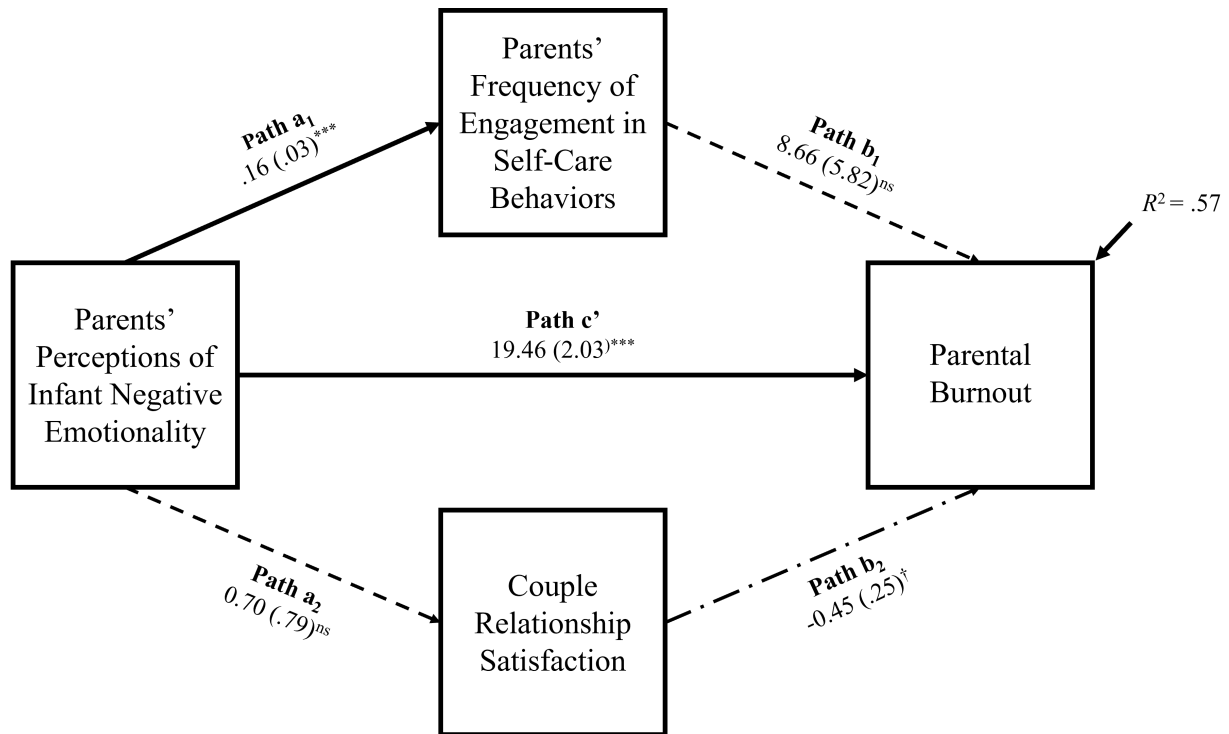 Parents’
Frequency of
Engagement in
Self-Care
Behaviors
Path a₁
.16 (.03)***
Path b₁
8.66 (5.82)ns
R² = .57
Parents’
Perceptions of
Infant Negative
Emotionality
Path c’
19.46 (2.03)***
Parental
Burnout
Path a₂
0.70 (.79)ns
Couple
Relationship
Satisfaction
Path b₂
-0.45 (.25)†